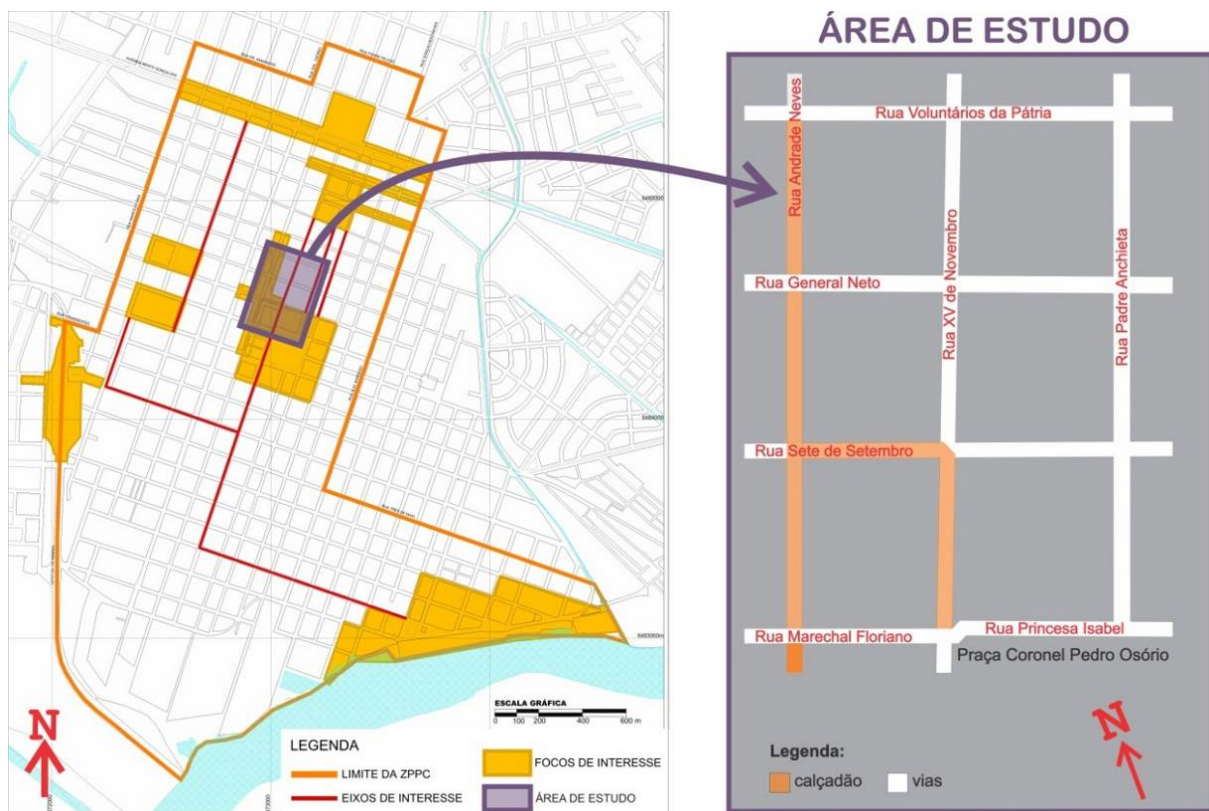 ÁREA DE ESTUDO
Rua Andrade Neves
Rua Voluntários da Pátria
Rua XV de Novembro
Rua Padre Anchieta
Rua General Neto
Rua Sete de Setembro
Rua Marechal Floriano
Rua Princesa Isabel
Praça Coronel Pedro Osório
N
Legenda:
calçadão
vias
AVENIDA BENTO GONÇALVES
N
ESCALA GRÁFICA
0 100 200 400 600 m
LEGENDA
LIMITE DA ZPPC
EIXOS DE INTERESSE
FOCOS DE INTERESSE
ÁREA DE ESTUDO